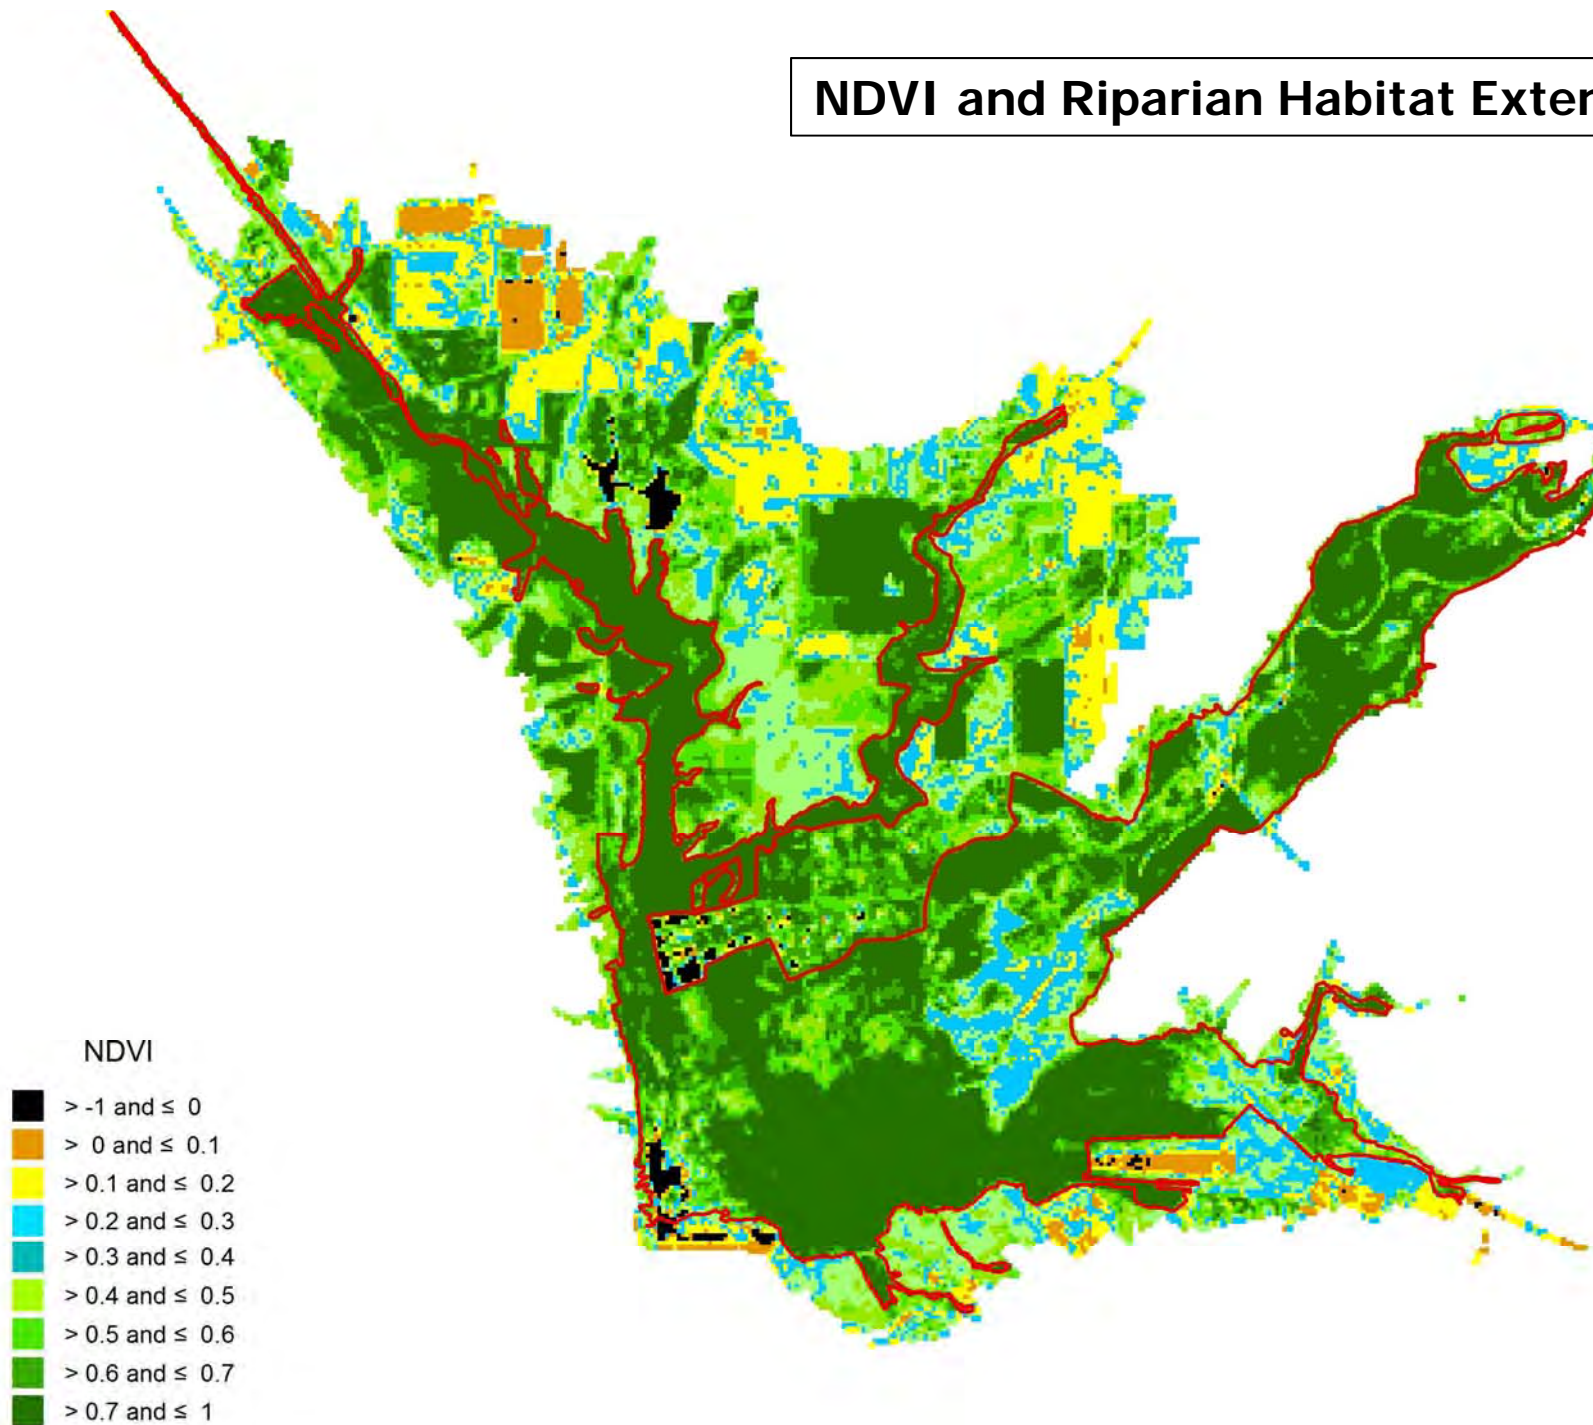 NDVI and Riparian Habitat Exten
NDVI
> -1 and ≤ 0
> 0 and ≤ 0.1
> 0.1 and ≤ 0.2
> 0.2 and ≤ 0.3
> 0.3 and ≤ 0.4
> 0.4 and ≤ 0.5
> 0.5 and ≤ 0.6
> 0.6 and ≤ 0.7
> 0.7 and ≤ 1